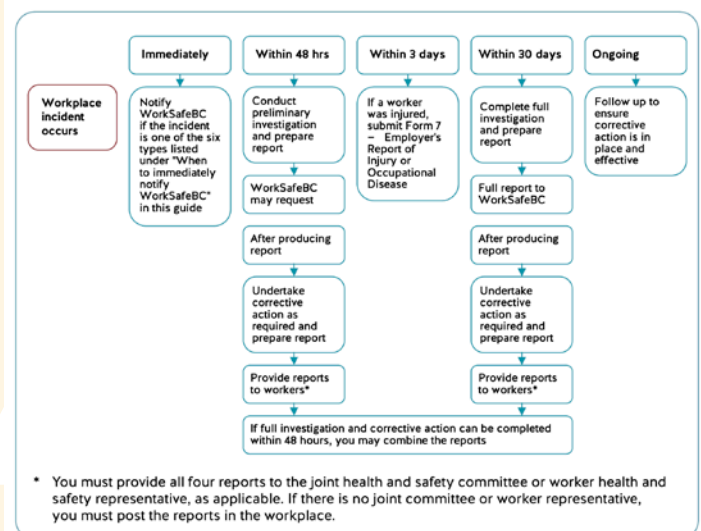 Immediately
Within 48 hrs
Within 3 days
Within 30 days
Ongoing
Workplace
incident
occurs
Notify
WorkSafeBC
if the incident
is one of the six
types listed
under "When
to immediately
notify
WorkSafeBC"
in this guide
Conduct
preliminary
investigation
and prepare
report
WorkSafeBC
may request
After producing
report
Undertake
corrective
action as
required and
prepare report
Provide reports
to workers*
If a worker
was injured,
submit Form 7
– Employer's
Report of
Injury or
Occupational
Disease
Complete full
investigation
and prepare
report
Full report to
WorkSafeBC
After producing
report
Undertake
corrective
action as
required and
prepare report
Provide reports
to workers*
Follow up to
ensure
corrective
action is in
place and
effective
If full investigation and corrective action can be completed
within 48 hours, you may combine the reports
* You must provide all four reports to the joint health and safety committee or worker health and
safety representative, as applicable. If there is no joint committee or worker representative,
you must post the reports in the workplace.